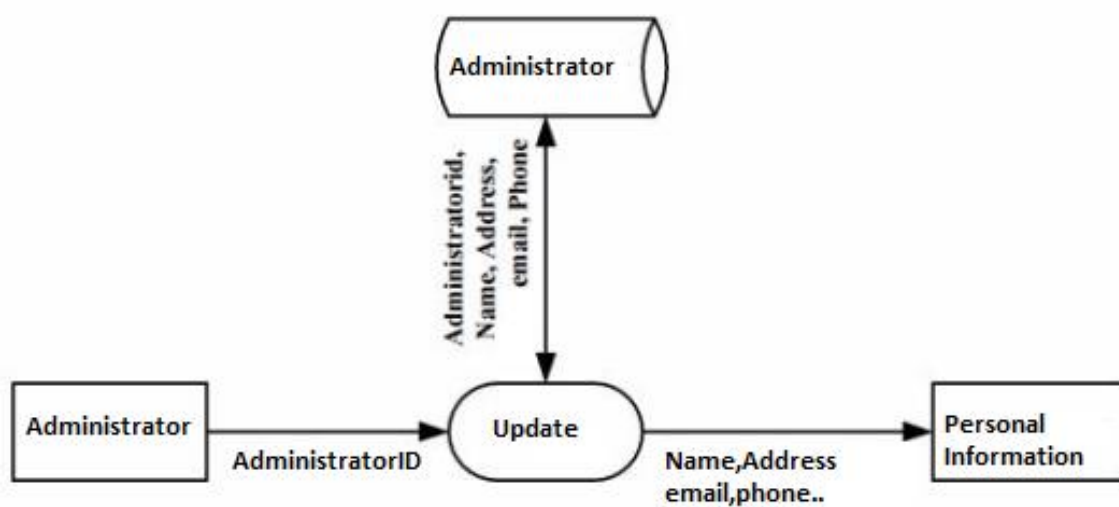 Administrator
Administratorid,
Name, Address,
email, Phone
Administrator
AdministratorID
Update
Name,Address
email,phone..
Personal
Information